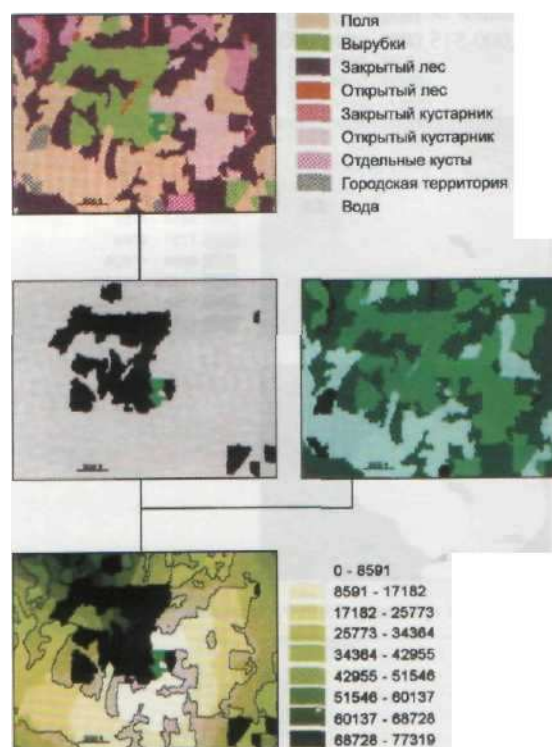 Поля
Вырубки
Закрытый лес
Открытый лес
Закрытый кустарник
Открытый кустарник
Отдельные кусты
Городская территория
Вода
0 - 8591
8591 - 17182
17182 - 25773
25773 - 34364
34364 - 42955
42955 - 51546
51546 - 60137
60137 - 68728
68728 - 77319